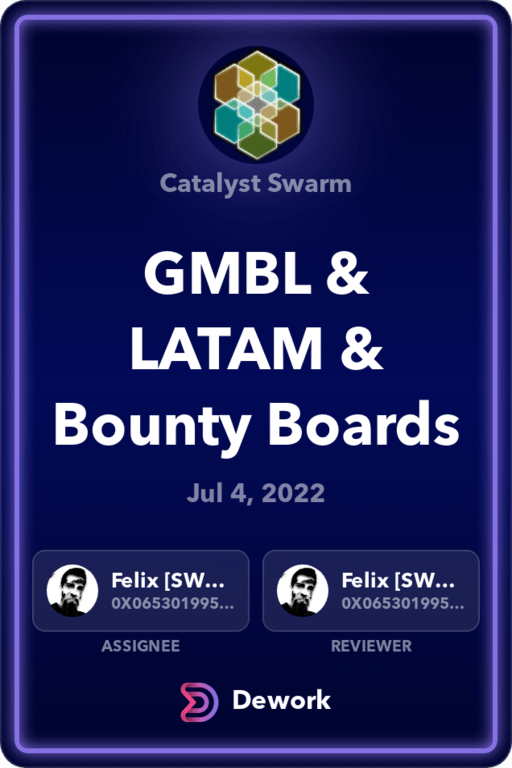 Catalyst Swarm
GMBL &
LATAM &
Bounty Boards
Jul 4, 2022
Felix [SW...
0X065301995...
ASSIGNEE
Felix [SW...
0X065301995...
REVIEWER
Dework